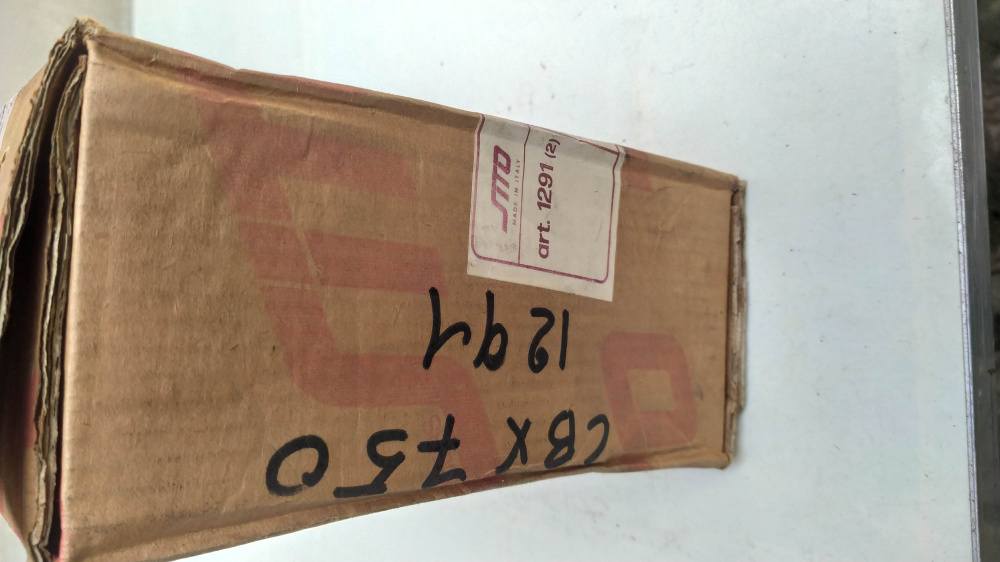 SITO
MADE IN ITALY
art. 1291 (2)
CBX 750
1291